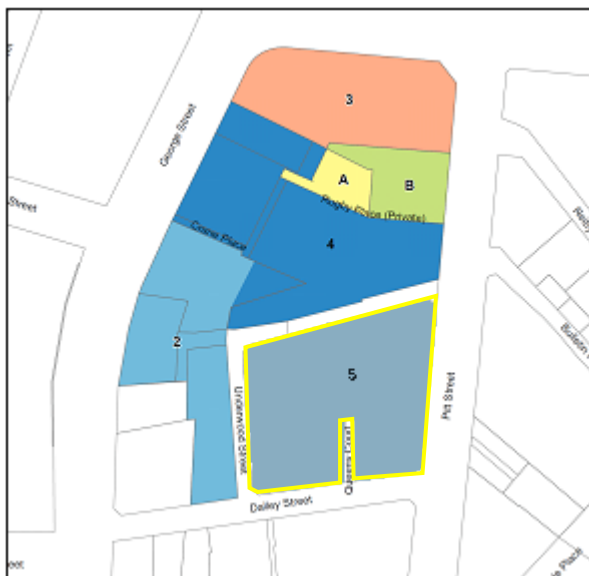 3
George Street
A
B
Rugby Place (Private)
Street
Crane Place
4
2
5
Underwood Street
Pitt Street
Queens Court
Dalley Street